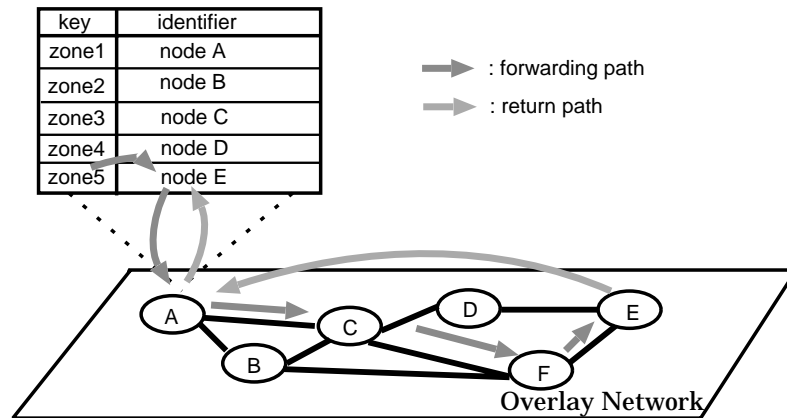 key identifier
zone1 node A
zone2 node B
zone3 node C
zone4 node D
zone5 node E
: forwarding path
: return path
A
B
C
D
E
F
Overlay Network